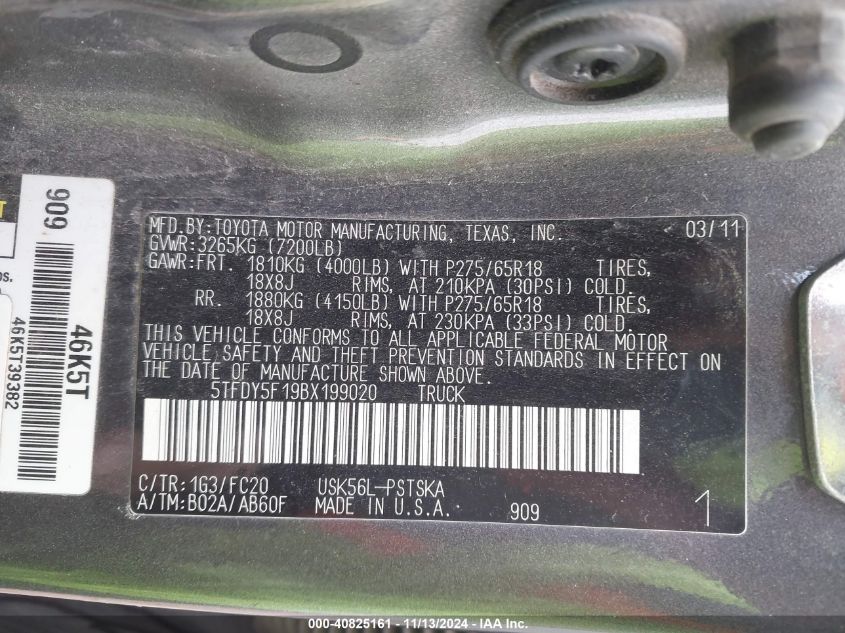 MFD.BY:TOYOTA MOTOR MANUFACTURING, TEXAS, INC. 03/11
GVWR:3265KG (7200LB)
GAWR:FRT. 1810KG (4000LB) WITH P275/65R18 TIRES,
18X8J RIMS, AT 210KPA (30PSI) COLD.
RR. 1880KG (4150LB) WITH P275/65R18 TIRES,
18X8J RIMS, AT 230KPA (33PSI) COLD.
THIS VEHICLE CONFORMS TO ALL APPLICABLE FEDERAL MOTOR
VEHICLE SAFETY AND THEFT PREVENTION STANDARDS IN EFFECT ON
THE DATE OF MANUFACTURE SHOWN ABOVE.
5TFDY5F19BX199020 TRUCK
C/TR:1G3/FC20 USK56L-PSTSKA
A/TM:B02A/AB60F MADE IN U.S.A. 909 1
909
46K5T
46K5T39382
000-40825161 - 11/13/2024 - IAA Inc.